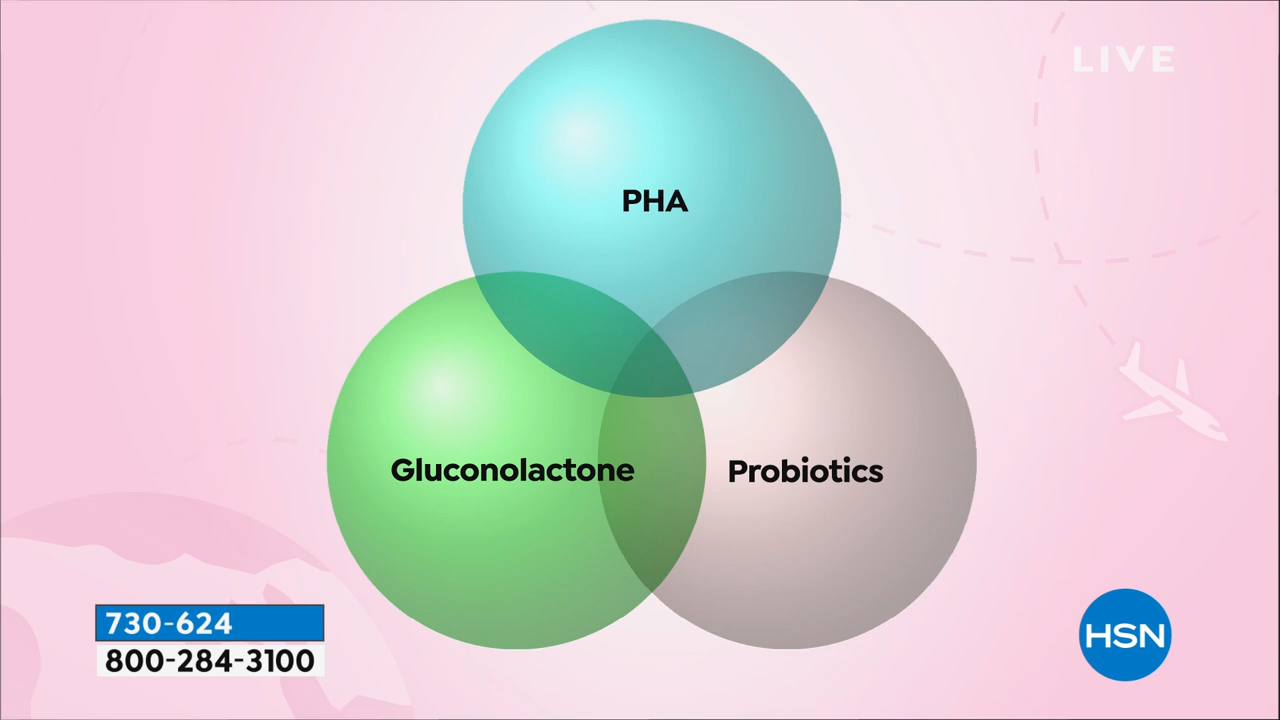 LIVE
PHA
Gluconolactone
Probiotics
730-624
800-284-3100
HSN